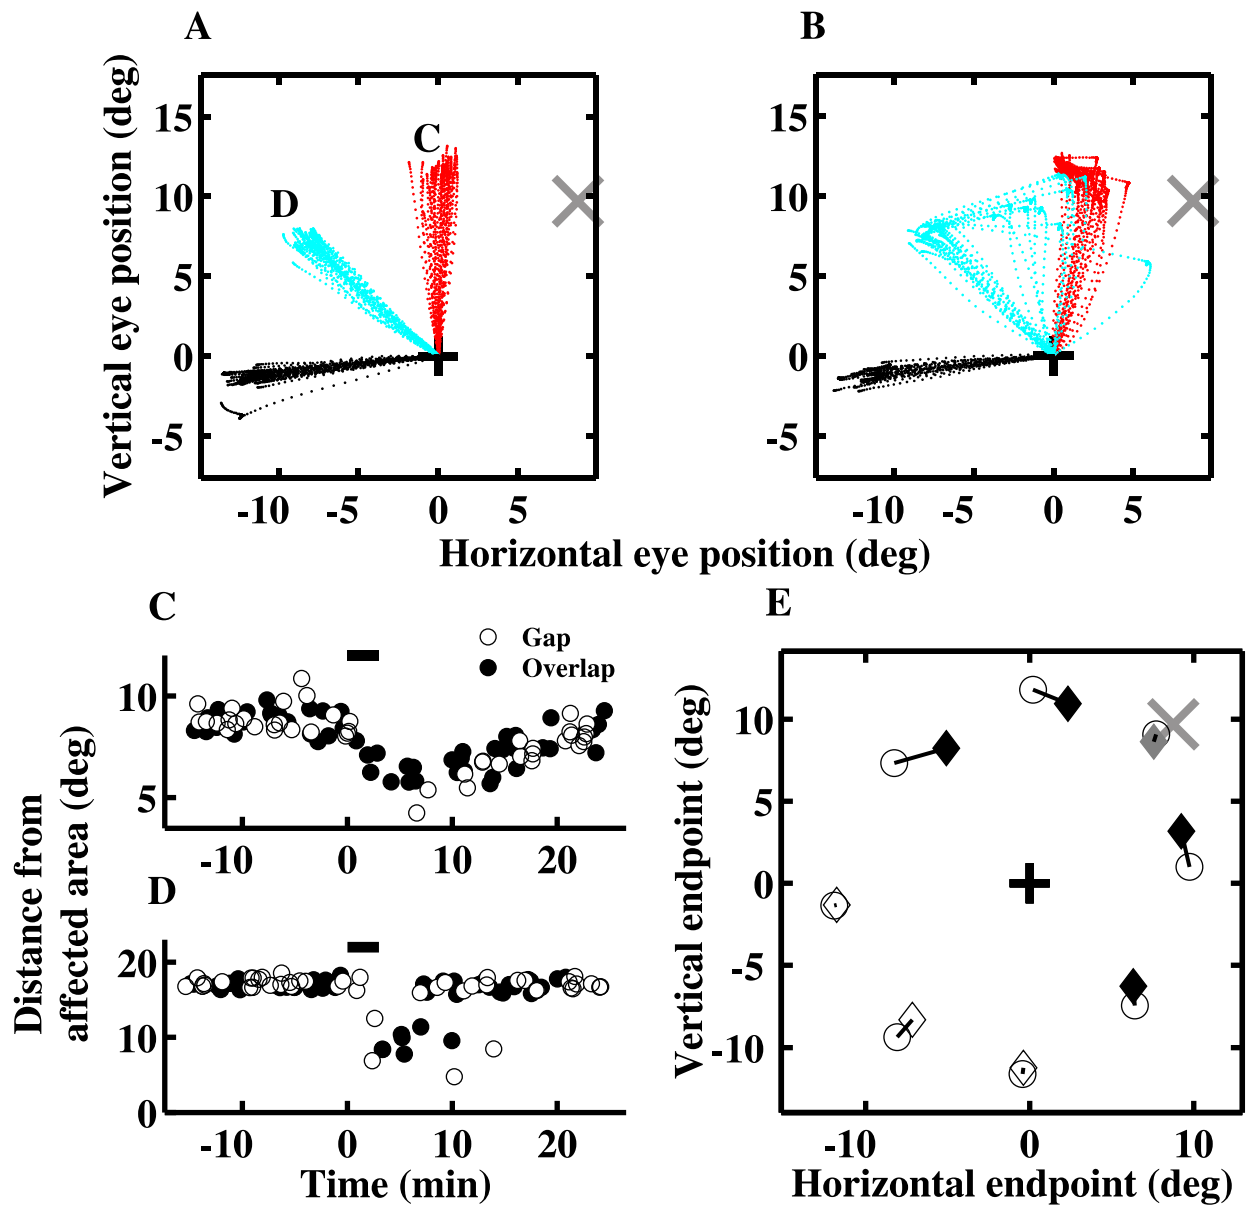 A
B
Vertical eye position (deg)
15
10
5
0
-5
C
D
-10
-5
0
5
15
10
5
0
-5
-10
-5
0
5
Horizontal eye position (deg)
C
Gap
Overlap
10
5
-10
0
10
20
Distance from
affected area (deg)
D
20
10
0
-10
0
10
20
Time (min)
E
Vertical endpoint (deg)
10
5
0
-5
-10
-10
0
10
Horizontal endpoint (deg)